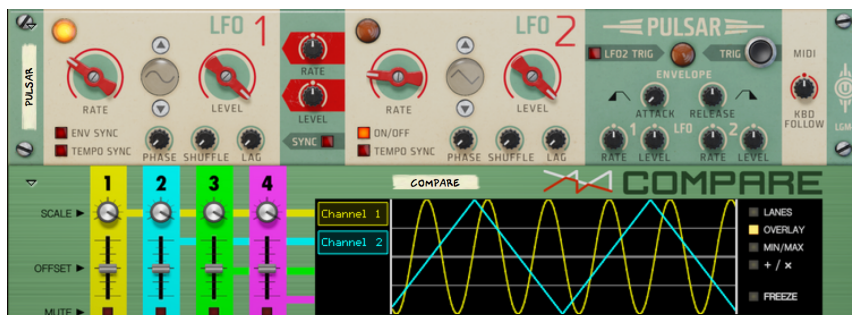 LFO 1
LFO 2
PULSAR
PULSAR
LFO2 TRIG
TRIG
MIDI
ENVELOPE
RATE
RATE
LEVEL
LEVEL
RATE
LEVEL
ATTACK
RELEASE
KBD
FOLLOW
ENV SYNC
TEMPO SYNC
SYNC
ON/OFF
TEMPO SYNC
1 LFO 2
PHASE SHUFFLE LAG
PHASE SHUFFLE LAG
RATE LEVEL RATE LEVEL
LGM
COMPARE
COMPARE
1 2 3 4
SCALE
Channel 1
Channel 2
OFFSET
MUTE
LANES
OVERLAY
MIN/MAX
+ / ×
FREEZE